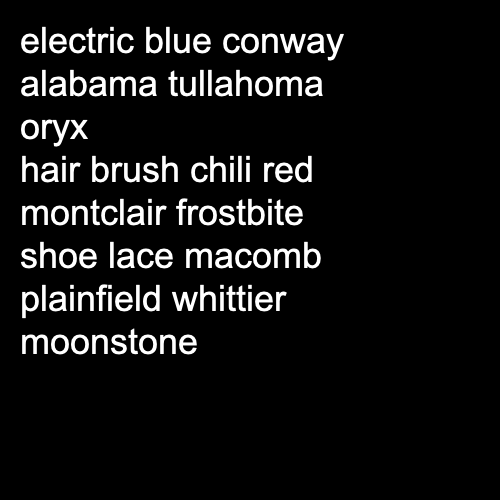 electric blue conway
alabama tullahoma
oryx
hair brush chili red
montclair frostbite
shoe lace macomb
plainfield whittier
moonstone